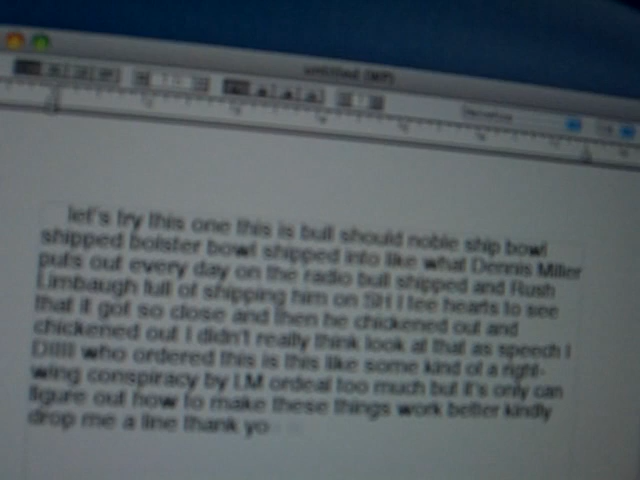 untitled (MP)
let's try this one this is bull should noble ship bowl
shipped bolster bowl shipped into like what Dennis Miller
puts out every day on the radio bull shipped and Rush
Limbaugh full of shipping him on SH I tee hearts to see
that it got so close and then he chickened out and
chickened out I didn't really think look at that as speech I
DIIII who ordered this is this like some kind of a right-
wing conspiracy by LM ordeal too much but it's only can
figure out how to make these things work better kindly
drop me a line thank yo